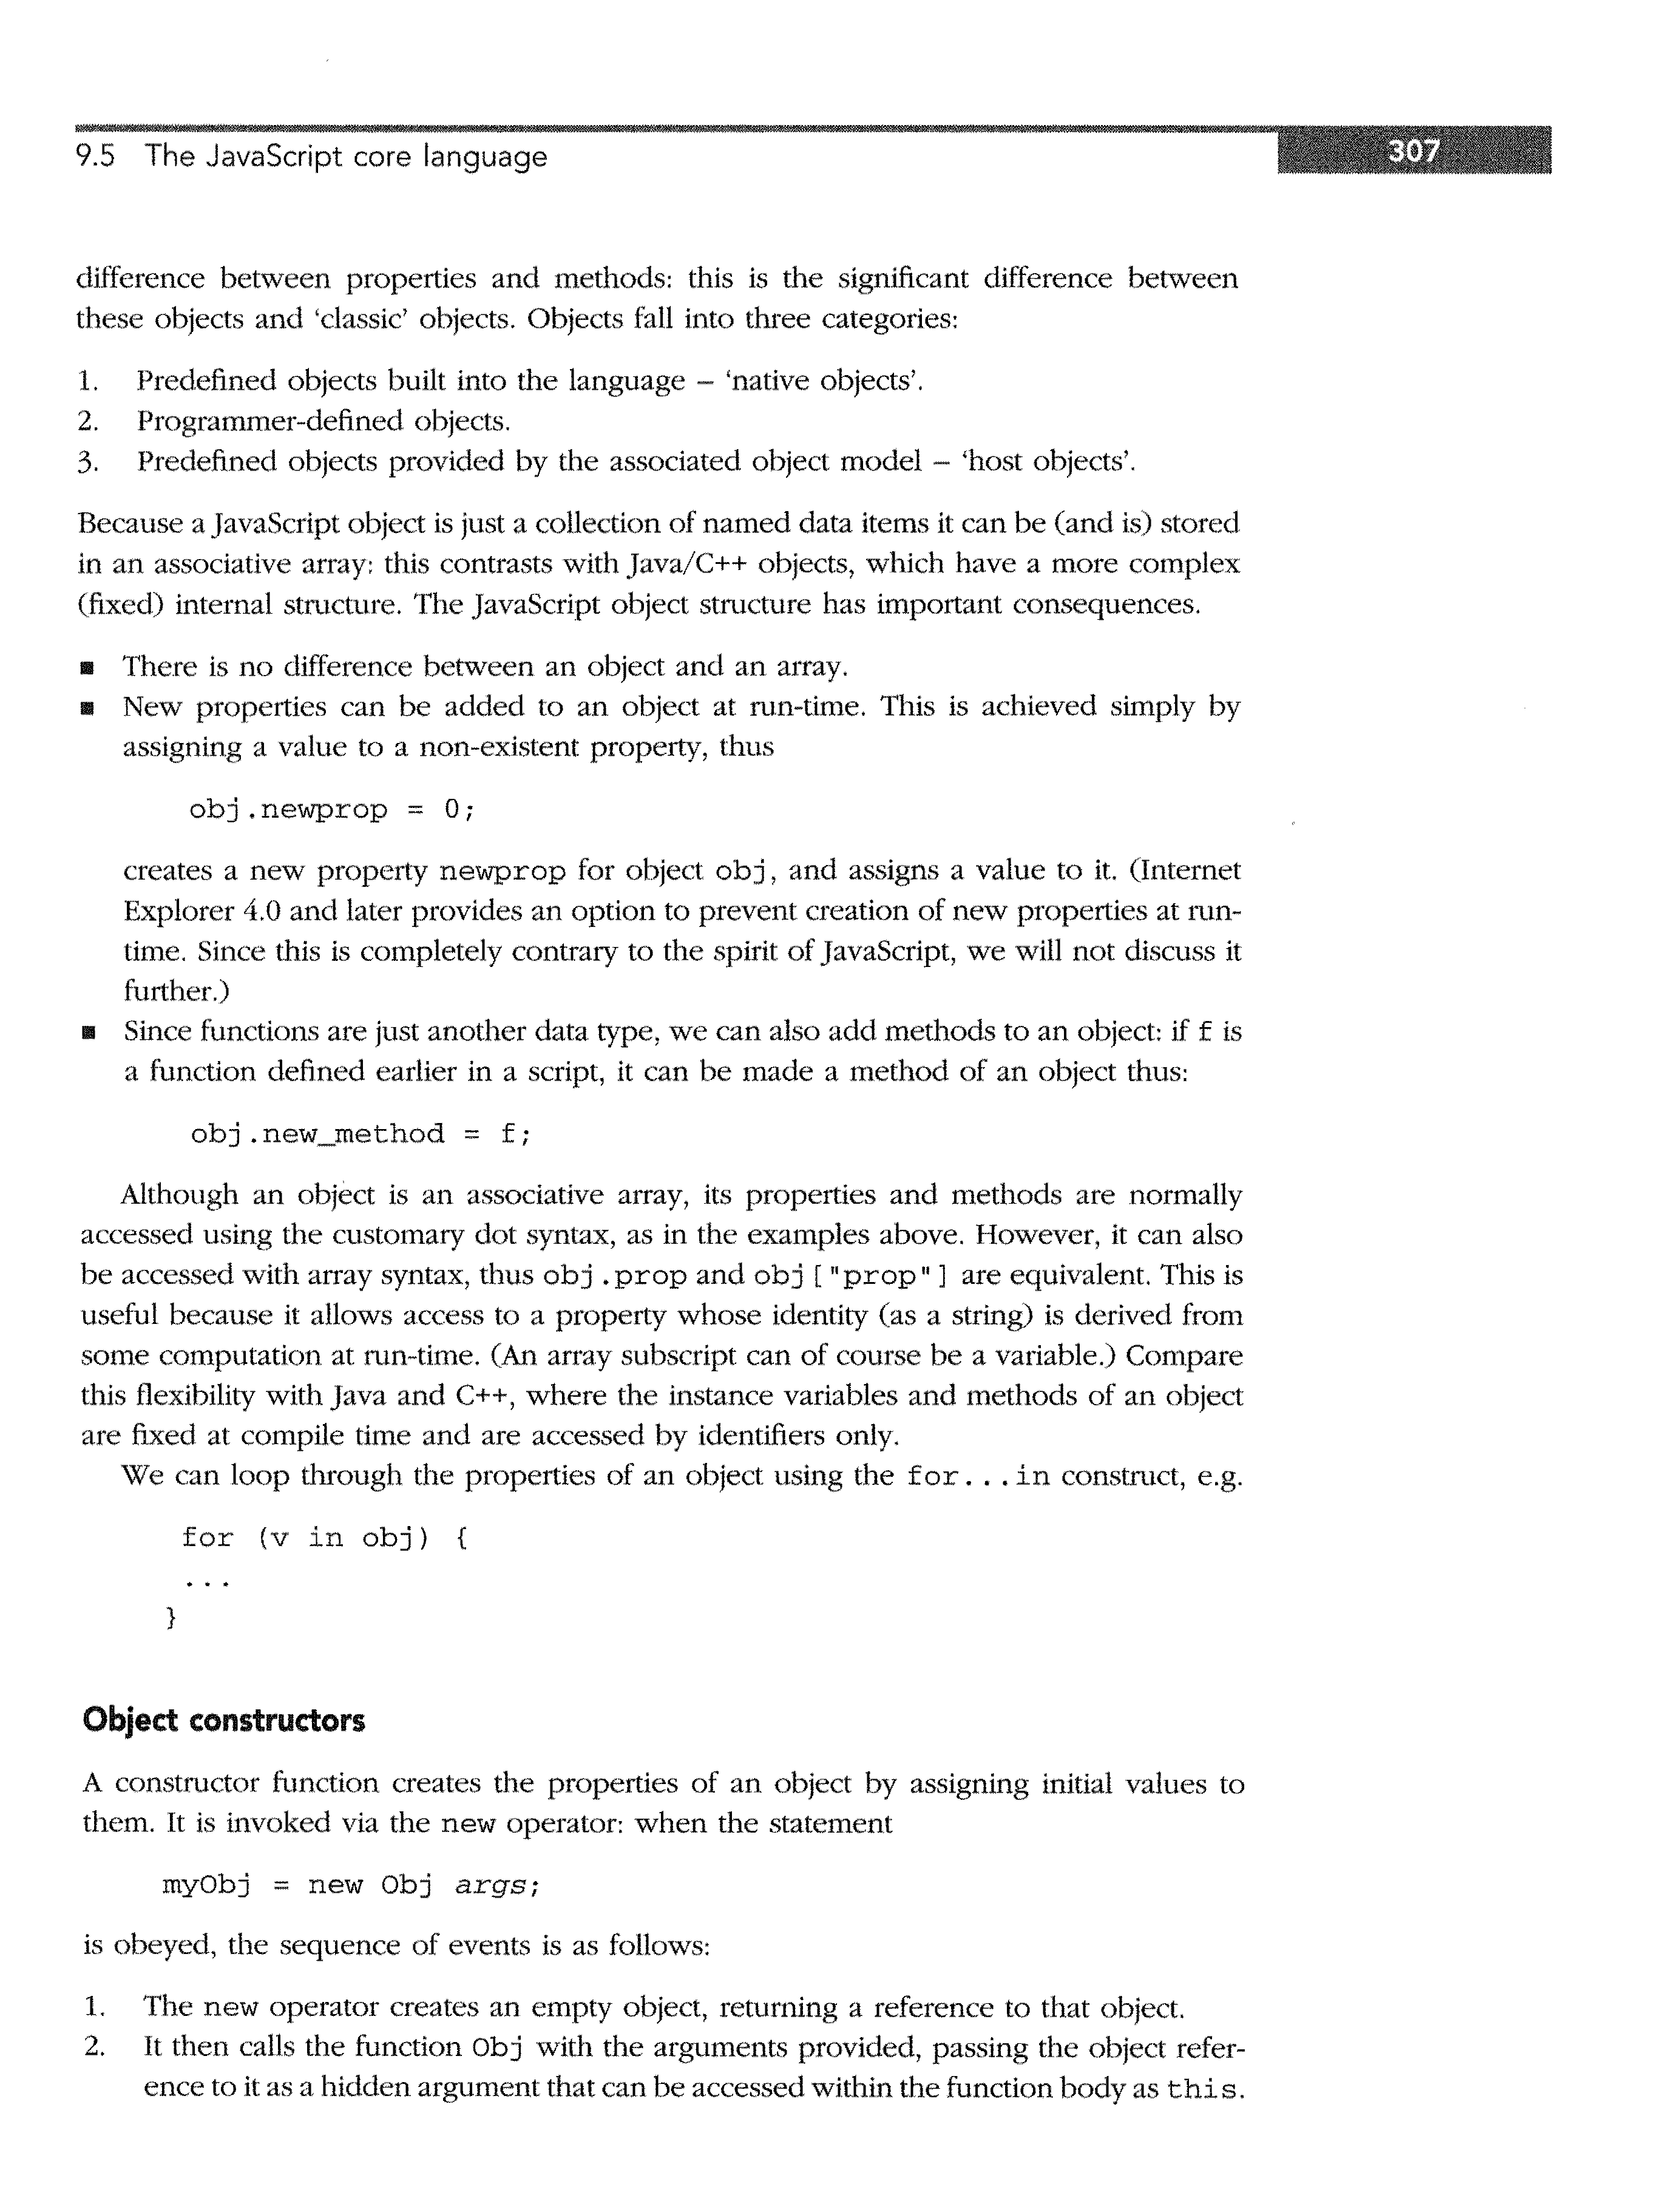 9.5 The JavaScript core language
307
difference between properties and methods: this is the significant difference between
these objects and ‘classic’ objects. Objects fall into three categories:
1. Predefined objects built into the language – ‘native objects’.
2. Programmer-defined objects.
3. Predefined objects provided by the associated object model – ‘host objects’.
Because a JavaScript object is just a collection of named data items it can be (and is) stored
in an associative array: this contrasts with Java/C++ objects, which have a more complex
(fixed) internal structure. The JavaScript object structure has important consequences.
■ There is no difference between an object and an array.
■ New properties can be added to an object at run-time. This is achieved simply by
assigning a value to a non-existent property, thus
obj.newprop = 0;
creates a new property newprop for object obj, and assigns a value to it. (Internet
Explorer 4.0 and later provides an option to prevent creation of new properties at run-
time. Since this is completely contrary to the spirit of JavaScript, we will not discuss it
further.)
■ Since functions are just another data type, we can also add methods to an object: if f is
a function defined earlier in a script, it can be made a method of an object thus:
obj.new_method = f;
Although an object is an associative array, its properties and methods are normally
accessed using the customary dot syntax, as in the examples above. However, it can also
be accessed with array syntax, thus obj.prop and obj["prop"] are equivalent. This is
useful because it allows access to a property whose identity (as a string) is derived from
some computation at run-time. (An array subscript can of course be a variable.) Compare
this flexibility with Java and C++, where the instance variables and methods of an object
are fixed at compile time and are accessed by identifiers only.
We can loop through the properties of an object using the for...in construct, e.g.
for (v in obj) {
...
}
Object constructors
A constructor function creates the properties of an object by assigning initial values to
them. It is invoked via the new operator: when the statement
myObj = new Obj args;
is obeyed, the sequence of events is as follows:
1. The new operator creates an empty object, returning a reference to that object.
2. It then calls the function Obj with the arguments provided, passing the object refer-
ence to it as a hidden argument that can be accessed within the function body as this.